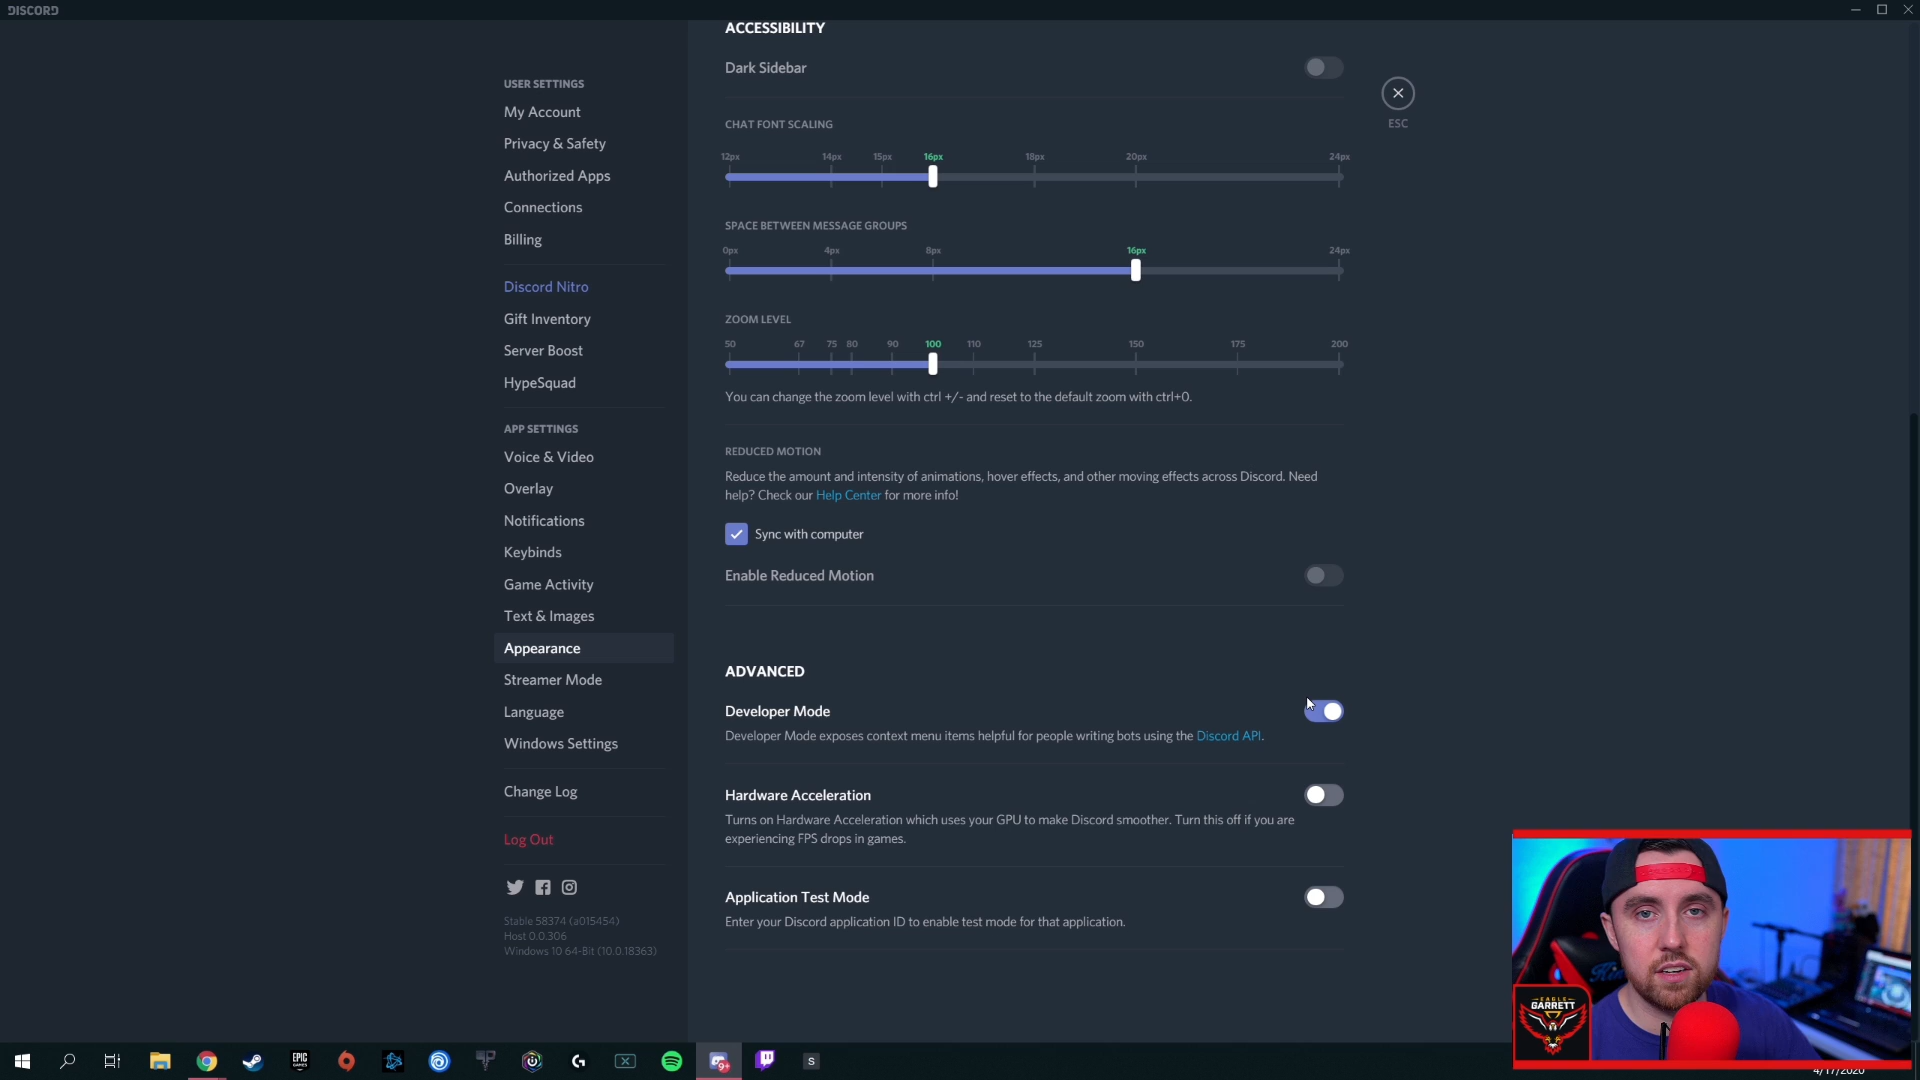 DISCORD
USER SETTINGS
My Account
Privacy & Safety
Authorized Apps
Connections
Billing
Discord Nitro
Gift Inventory
Server Boost
HypeSquad
APP SETTINGS
Voice & Video
Overlay
Notifications
Keybinds
Game Activity
Text & Images
Appearance
Streamer Mode
Language
Windows Settings
Change Log
Log Out
Stable 58374 (a015454)
Host 0.0.306
Windows 10 64-Bit (10.0.18363)
ACCESSIBILITY
Dark Sidebar
ESC
CHAT FONT SCALING
12px 14px 15px 16px 18px 20px 24px
SPACE BETWEEN MESSAGE GROUPS
0px 4px 8px 16px 24px
ZOOM LEVEL
50 67 75 80 90 100 110 125 150 175 200
You can change the zoom level with ctrl +/- and reset to the default zoom with ctrl+0.
REDUCED MOTION
Reduce the amount and intensity of animations, hover effects, and other moving effects across Discord. Need
help? Check our Help Center for more info!
Sync with computer
Enable Reduced Motion
ADVANCED
Developer Mode
Developer Mode exposes context menu items helpful for people writing bots using the Discord API.
Hardware Acceleration
Turns on Hardware Acceleration which uses your GPU to make Discord smoother. Turn this off if you are
experiencing FPS drops in games.
Application Test Mode
Enter your Discord application ID to enable test mode for that application.
EAGLE
GARRETT
EPIC
GAMES
9+
S
4/17/2020